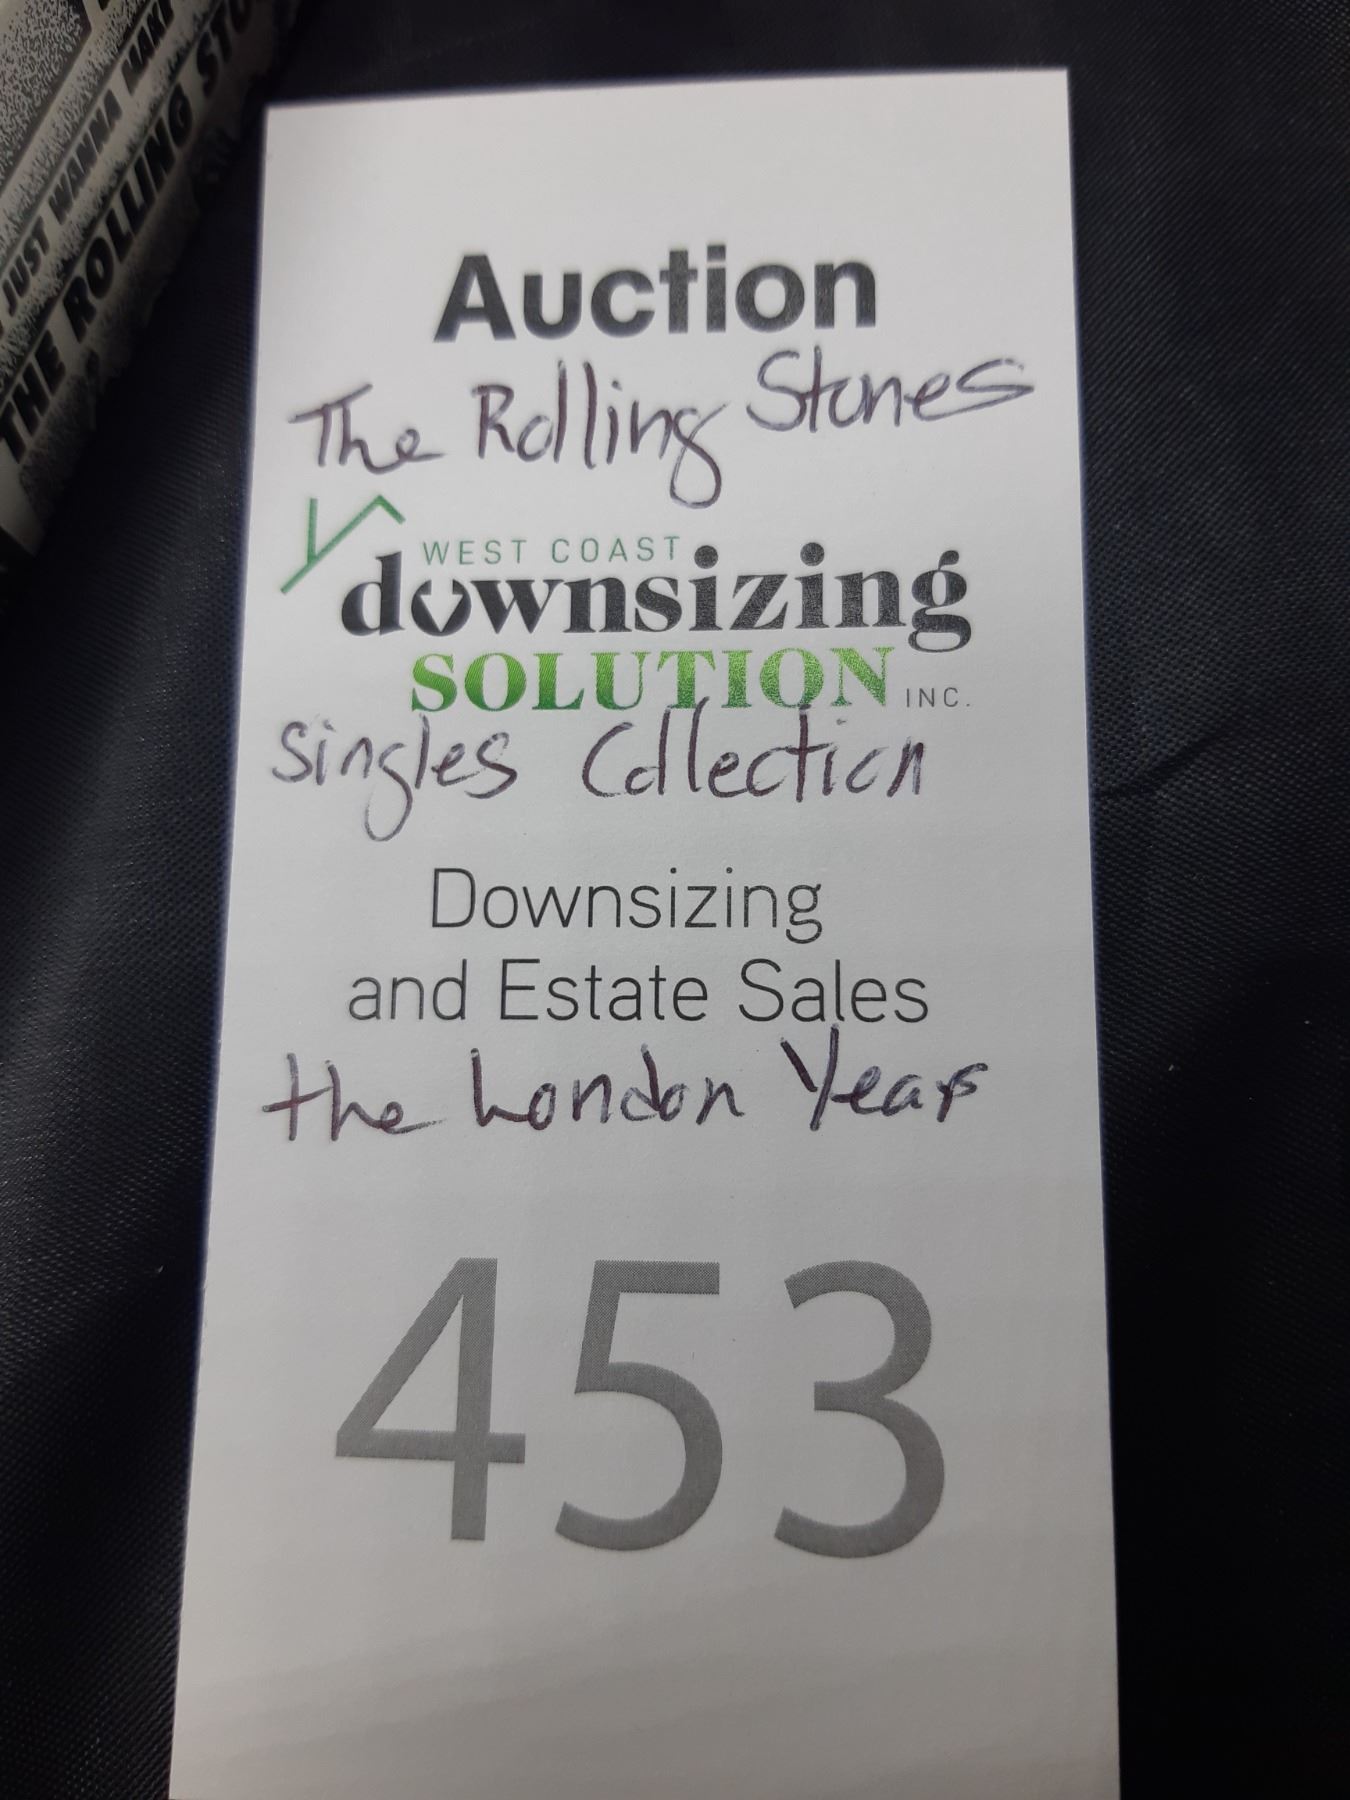 JUST WANNA MAK
THE ROLLING STO
Auction
The Rolling Stones
WEST COAST
downsizing
SOLUTION INC.
Singles Collection
Downsizing
and Estate Sales
the London Years
453